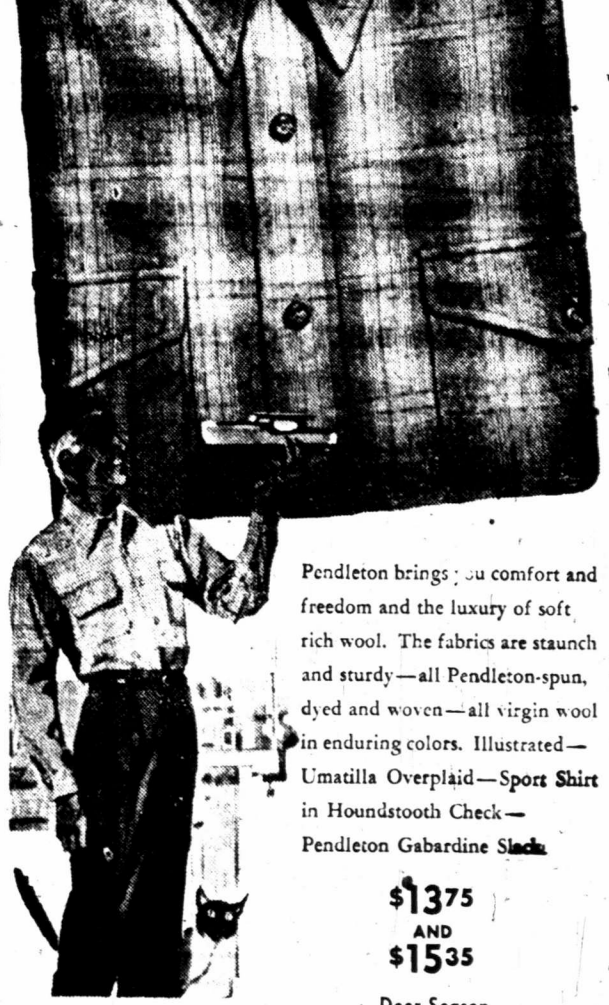 Pendleton brings you comfort and
freedom and the luxury of soft
rich wool. The fabrics are staunch
and sturdy—all Pendleton-spun,
dyed and woven—all virgin wool
in enduring colors. Illustrated—
Umatilla Overplaid—Sport Shirt
in Houndstooth Check—
Pendleton Gabardine Slacks
$13 75
AND
$15 35
Deer Season